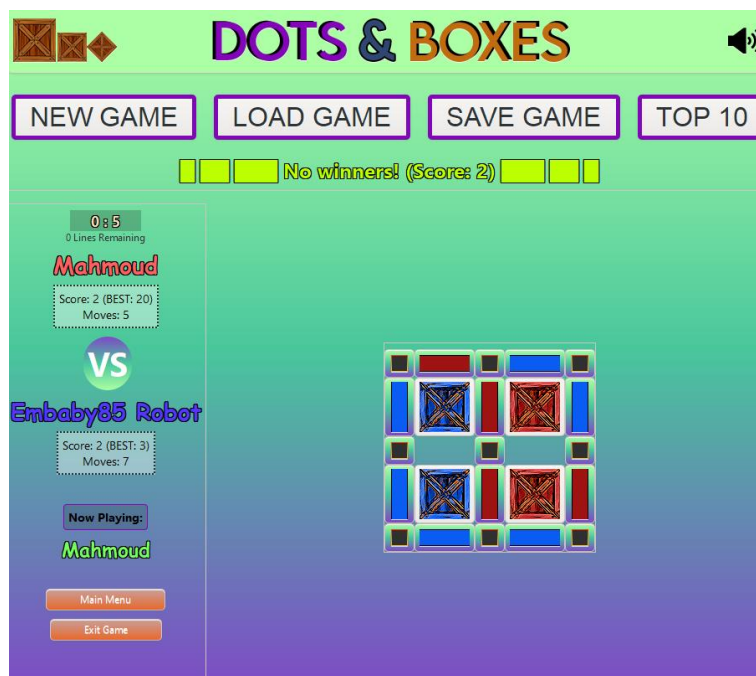 DOTS & BOXES
NEW GAME
LOAD GAME
SAVE GAME
TOP 10
No winners! (Score: 2)
0 : 5
0 Lines Remaining
Mahmoud
Score: 2 (BEST: 20)
Moves: 5
VS
Embaby85 Robot
Score: 2 (BEST: 3)
Moves: 7
Now Playing:
Mahmoud
Main Menu
Exit Game